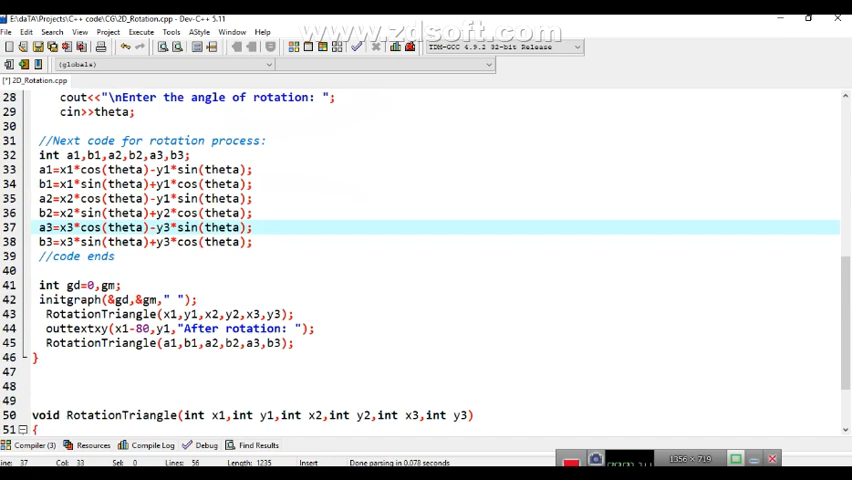 E:\daTA\Projects\C++ code\CG\2D_Rotation.cpp - Dev-C++ 5.11
www.zdsoft.com
File Edit Search View Project Execute Tools AStyle Window Help
TDM-GCC 4.9.2 32-bit Release
(globals)
[*] 2D_Rotation.cpp
28 cout<<"\nEnter the angle of rotation: ";
29 cin>>theta;
30
31 //Next code for rotation process:
32 int a1,b1,a2,b2,a3,b3;
33 a1=x1*cos(theta)-y1*sin(theta);
34 b1=x1*sin(theta)+y1*cos(theta);
35 a2=x2*cos(theta)-y1*sin(theta);
36 b2=x2*sin(theta)+y2*cos(theta);
37 a3=x3*cos(theta)-y3*sin(theta);
38 b3=x3*sin(theta)+y3*cos(theta);
39 //code ends
40
41 int gd=0,gm;
42 initgraph(&gd,&gm," ");
43 RotationTriangle(x1,y1,x2,y2,x3,y3);
44 outtextxy(x1-80,y1,"After rotation: ");
45 RotationTriangle(a1,b1,a2,b2,a3,b3);
46 }
47
48
49
50 void RotationTriangle(int x1,int y1,int x2,int y2,int x3,int y3)
51 {
Compiler (3) Resources Compile Log Debug Find Results
Line: 37 Col: 33 Sel: 0 Lines: 56 Length: 1235 Insert Done parsing in 0.078 seconds
1356 × 719